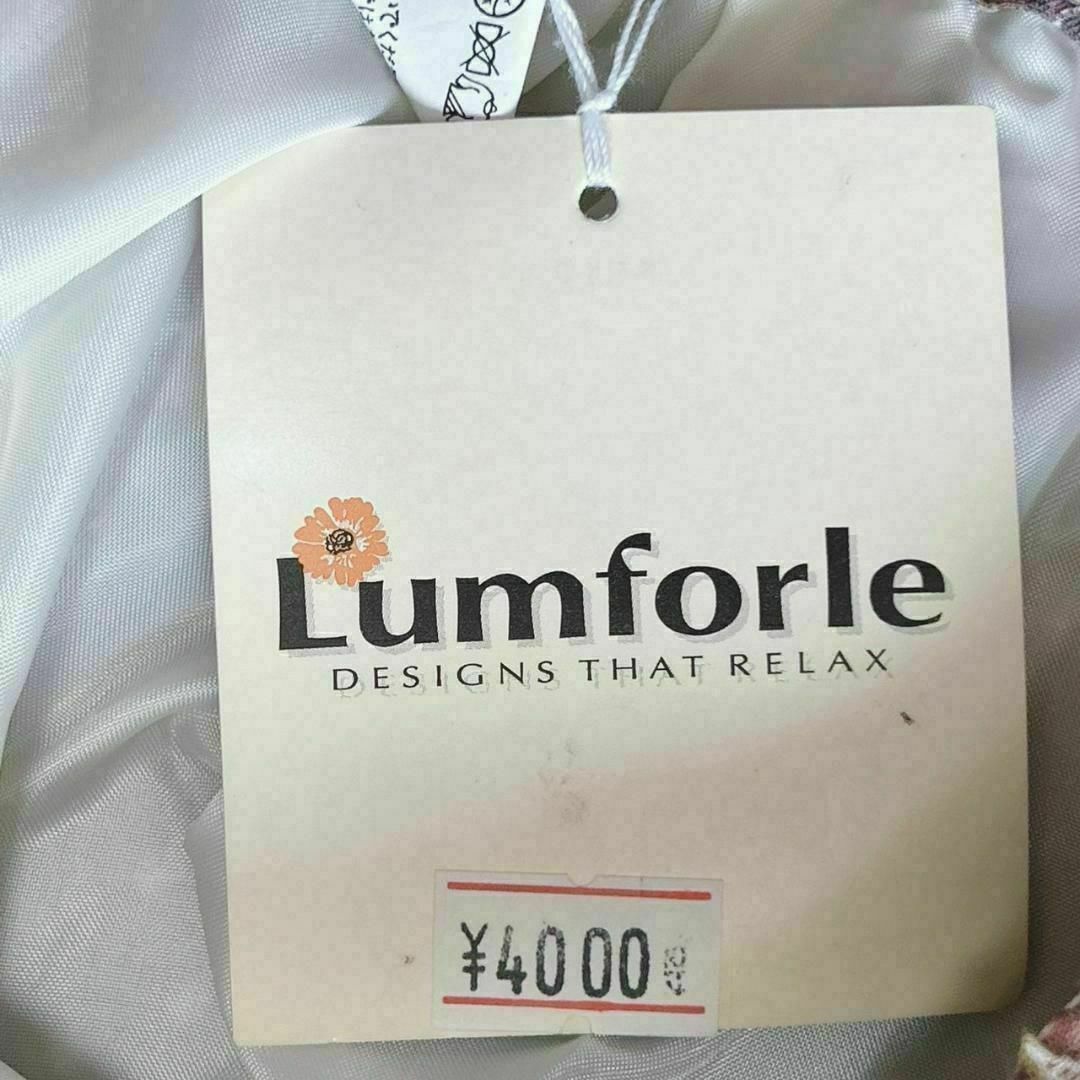 Lumforle
DESIGNS THAT RELAX
¥4000